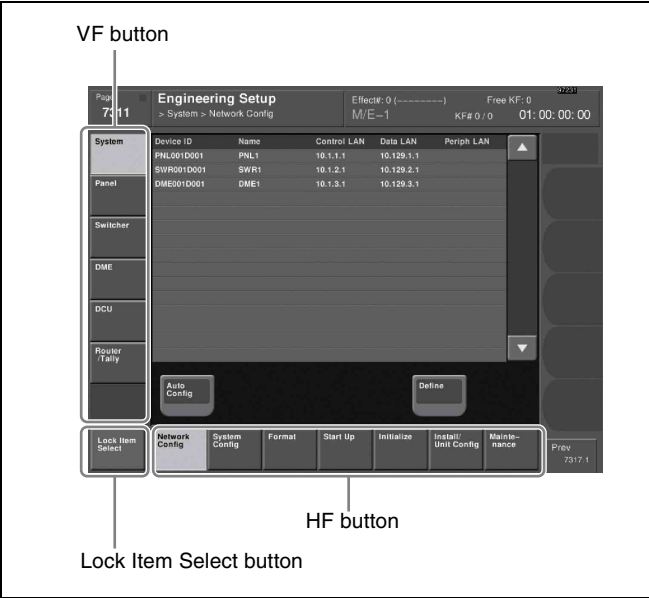 VF button
Page
7311
Engineering Setup
> System > Network Config
Effect#: 0 (--------)
Free KF: 0
M/E-1
KF# 0 / 0
01: 00: 00: 00
System
Panel
Switcher
DME
DCU
Router
/Tally
Device ID Name Control LAN Data LAN Periph LAN
PNL001D001 PNL1 10.1.1.1 10.129.1.1
SWR001D001 SWR1 10.1.2.1 10.129.2.1
DME001D001 DME1 10.1.3.1 10.129.3.1
Auto
Config
Define
Lock Item
Select
Network
Config
System
Config
Format
Start Up
Initialize
Install/
Unit Config
Mainte-
nance
Prev
7317.1
HF button
Lock Item Select button